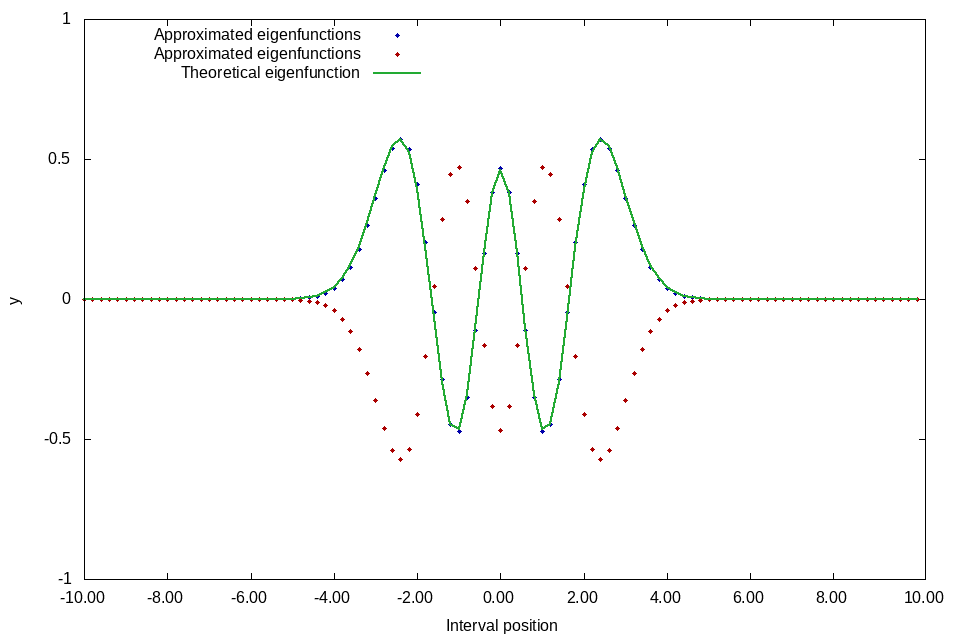 1
Approximated eigenfunctions
Approximated eigenfunctions
Theoretical eigenfunction
0.5
0
y
-0.5
-1
-10.00 -8.00 -6.00 -4.00 -2.00 0.00 2.00 4.00 6.00 8.00 10.00
Interval position